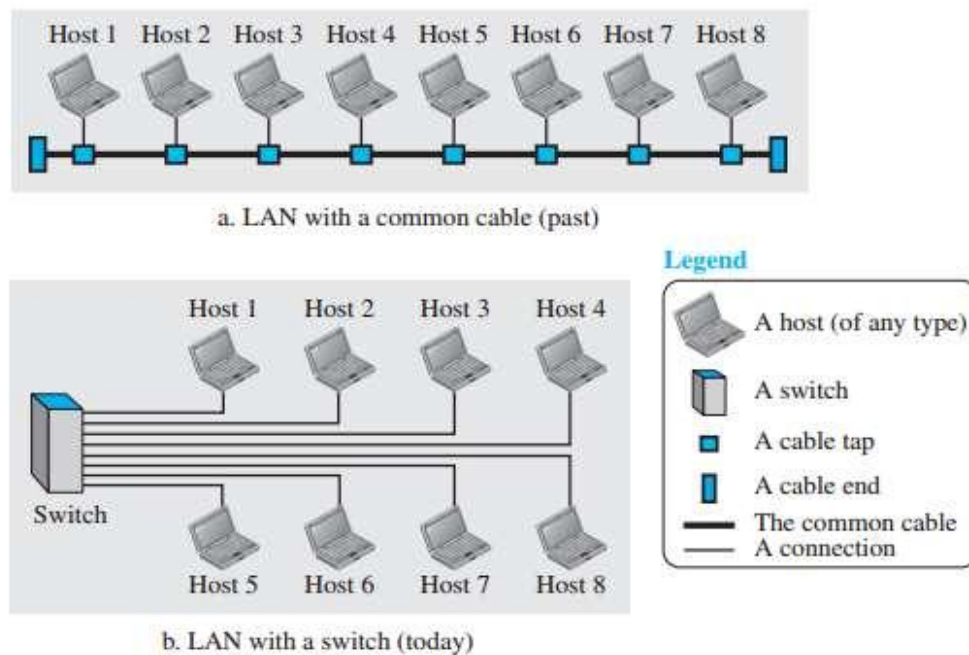 Host 1 Host 2 Host 3 Host 4 Host 5 Host 6 Host 7 Host 8
a. LAN with a common cable (past)
Legend
A host (of any type)
A switch
A cable tap
A cable end
The common cable
A connection
Host 1 Host 2 Host 3 Host 4
Switch
Host 5 Host 6 Host 7 Host 8
b. LAN with a switch (today)